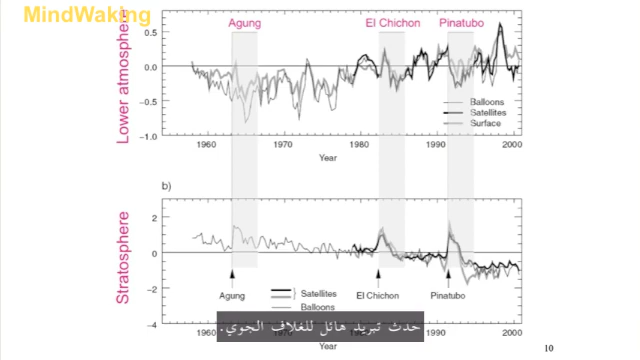 MindWaking
Agung
El Chichon
Pinatubo
Lower atmosphere
0.5
0.0
−0.5
−1.0
Balloons
Satellites
Surface
1960
1970
1980
1990
2000
Year
b)
Stratosphere
2
0
−2
−4
Agung
Satellites
Balloons
El Chichon
Pinatubo
1960
1970
1980
1990
2000
Year
حدث تبريد هائل للغلاف الجوي.
10